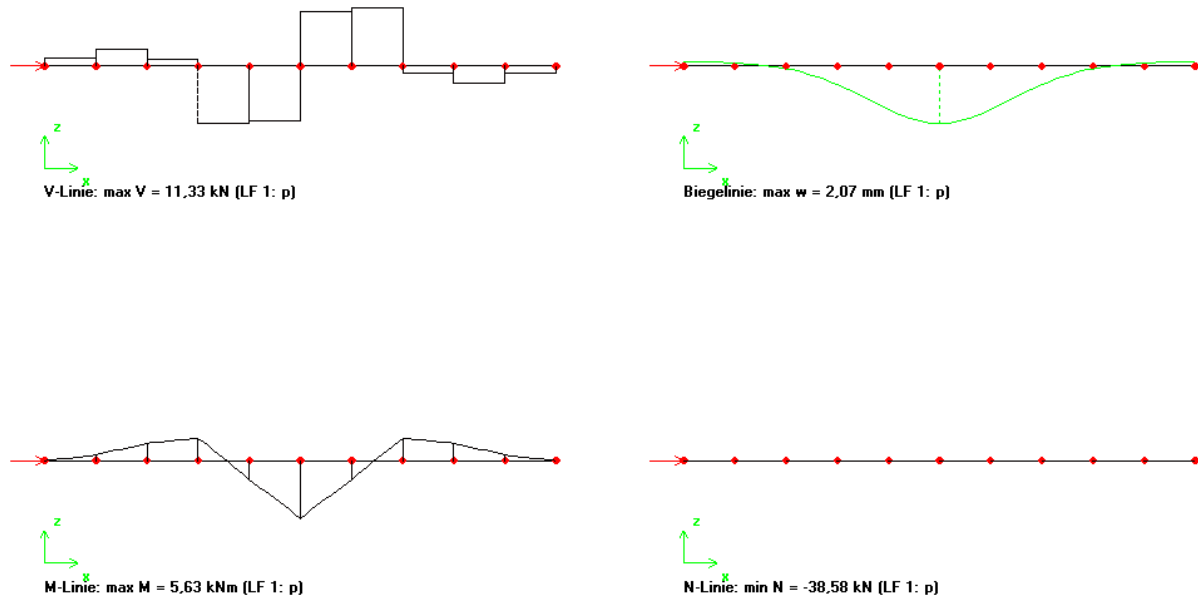 z
x
V-Linie: max V = 11,33 kN (LF 1: p)
z
x
Biegelinie: max w = 2,07 mm (LF 1: p)
z
x
M-Linie: max M = 5,63 kNm (LF 1: p)
z
x
N-Linie: min N = -38,58 kN (LF 1: p)